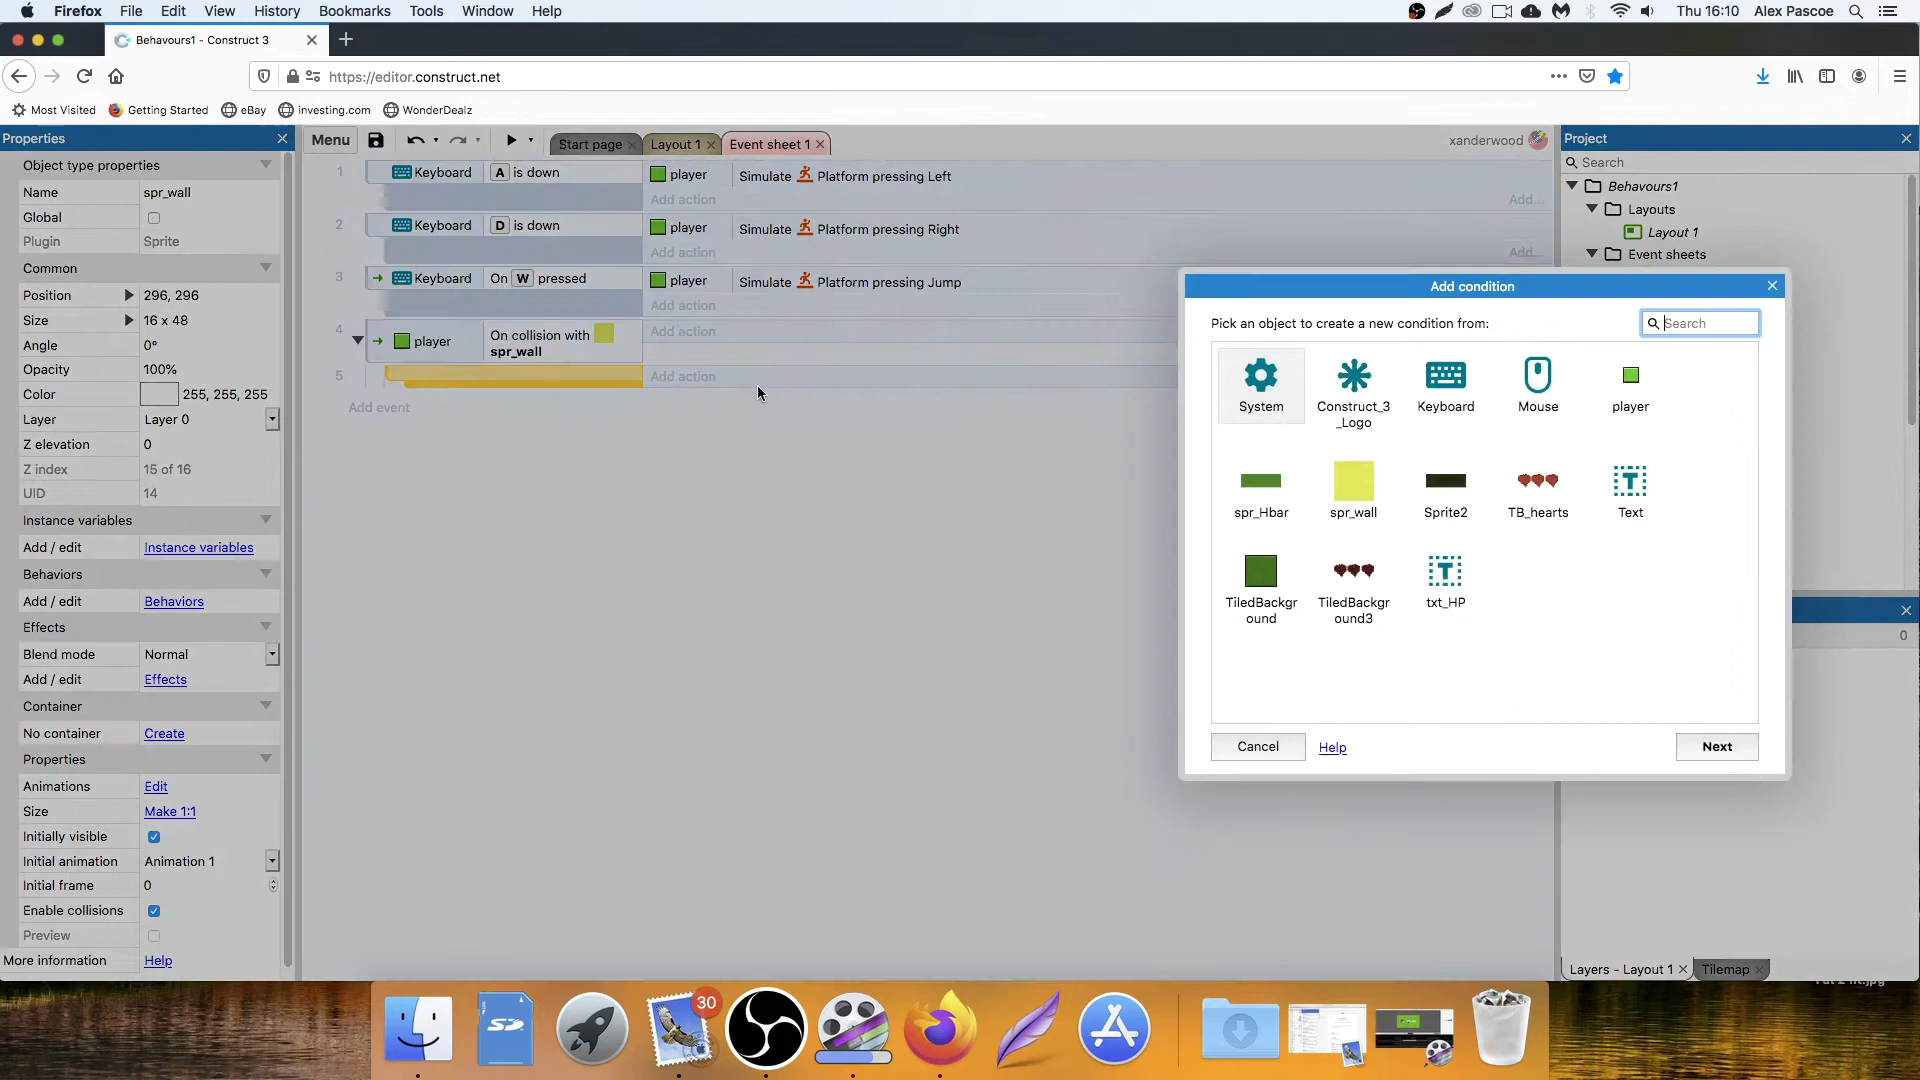 Firefox File Edit View History Bookmarks Tools Window Help
Thu 16:10 Alex Pascoe
Behavours1 - Construct 3
https://editor.construct.net
Most Visited Getting Started eBay investing.com WonderDealz
Properties
Object type properties
Name spr_wall
Global
Plugin Sprite
Common
Position 296, 296
Size 16 x 48
Angle 0°
Opacity 100%
Color 255, 255, 255
Layer Layer 0
Z elevation 0
Z index 15 of 16
UID 14
Instance variables
Add / edit Instance variables
Behaviors
Add / edit Behaviors
Effects
Blend mode Normal
Add / edit Effects
Container
No container Create
Properties
Animations Edit
Size Make 1:1
Initially visible
Initial animation Animation 1
Initial frame 0
Enable collisions
Preview
More information Help
Menu
Start page Layout 1 Event sheet 1
xanderwood
1 Keyboard A is down player Simulate Platform pressing Left
Add action Add...
2 Keyboard D is down player Simulate Platform pressing Right
Add action Add...
3 Keyboard On W pressed player Simulate Platform pressing Jump
Add action
4 player On collision with spr_wall Add action
5 Add action
Add event
Add condition
Pick an object to create a new condition from:
Search
System Construct_3_Logo Keyboard Mouse player
spr_Hbar spr_wall Sprite2 TB_hearts Text
TiledBackground TiledBackground3 txt_HP
Cancel Help Next
Project
Search
Behavours1
Layouts
Layout 1
Event sheets
0
Layers - Layout 1 Tilemap
SD
30